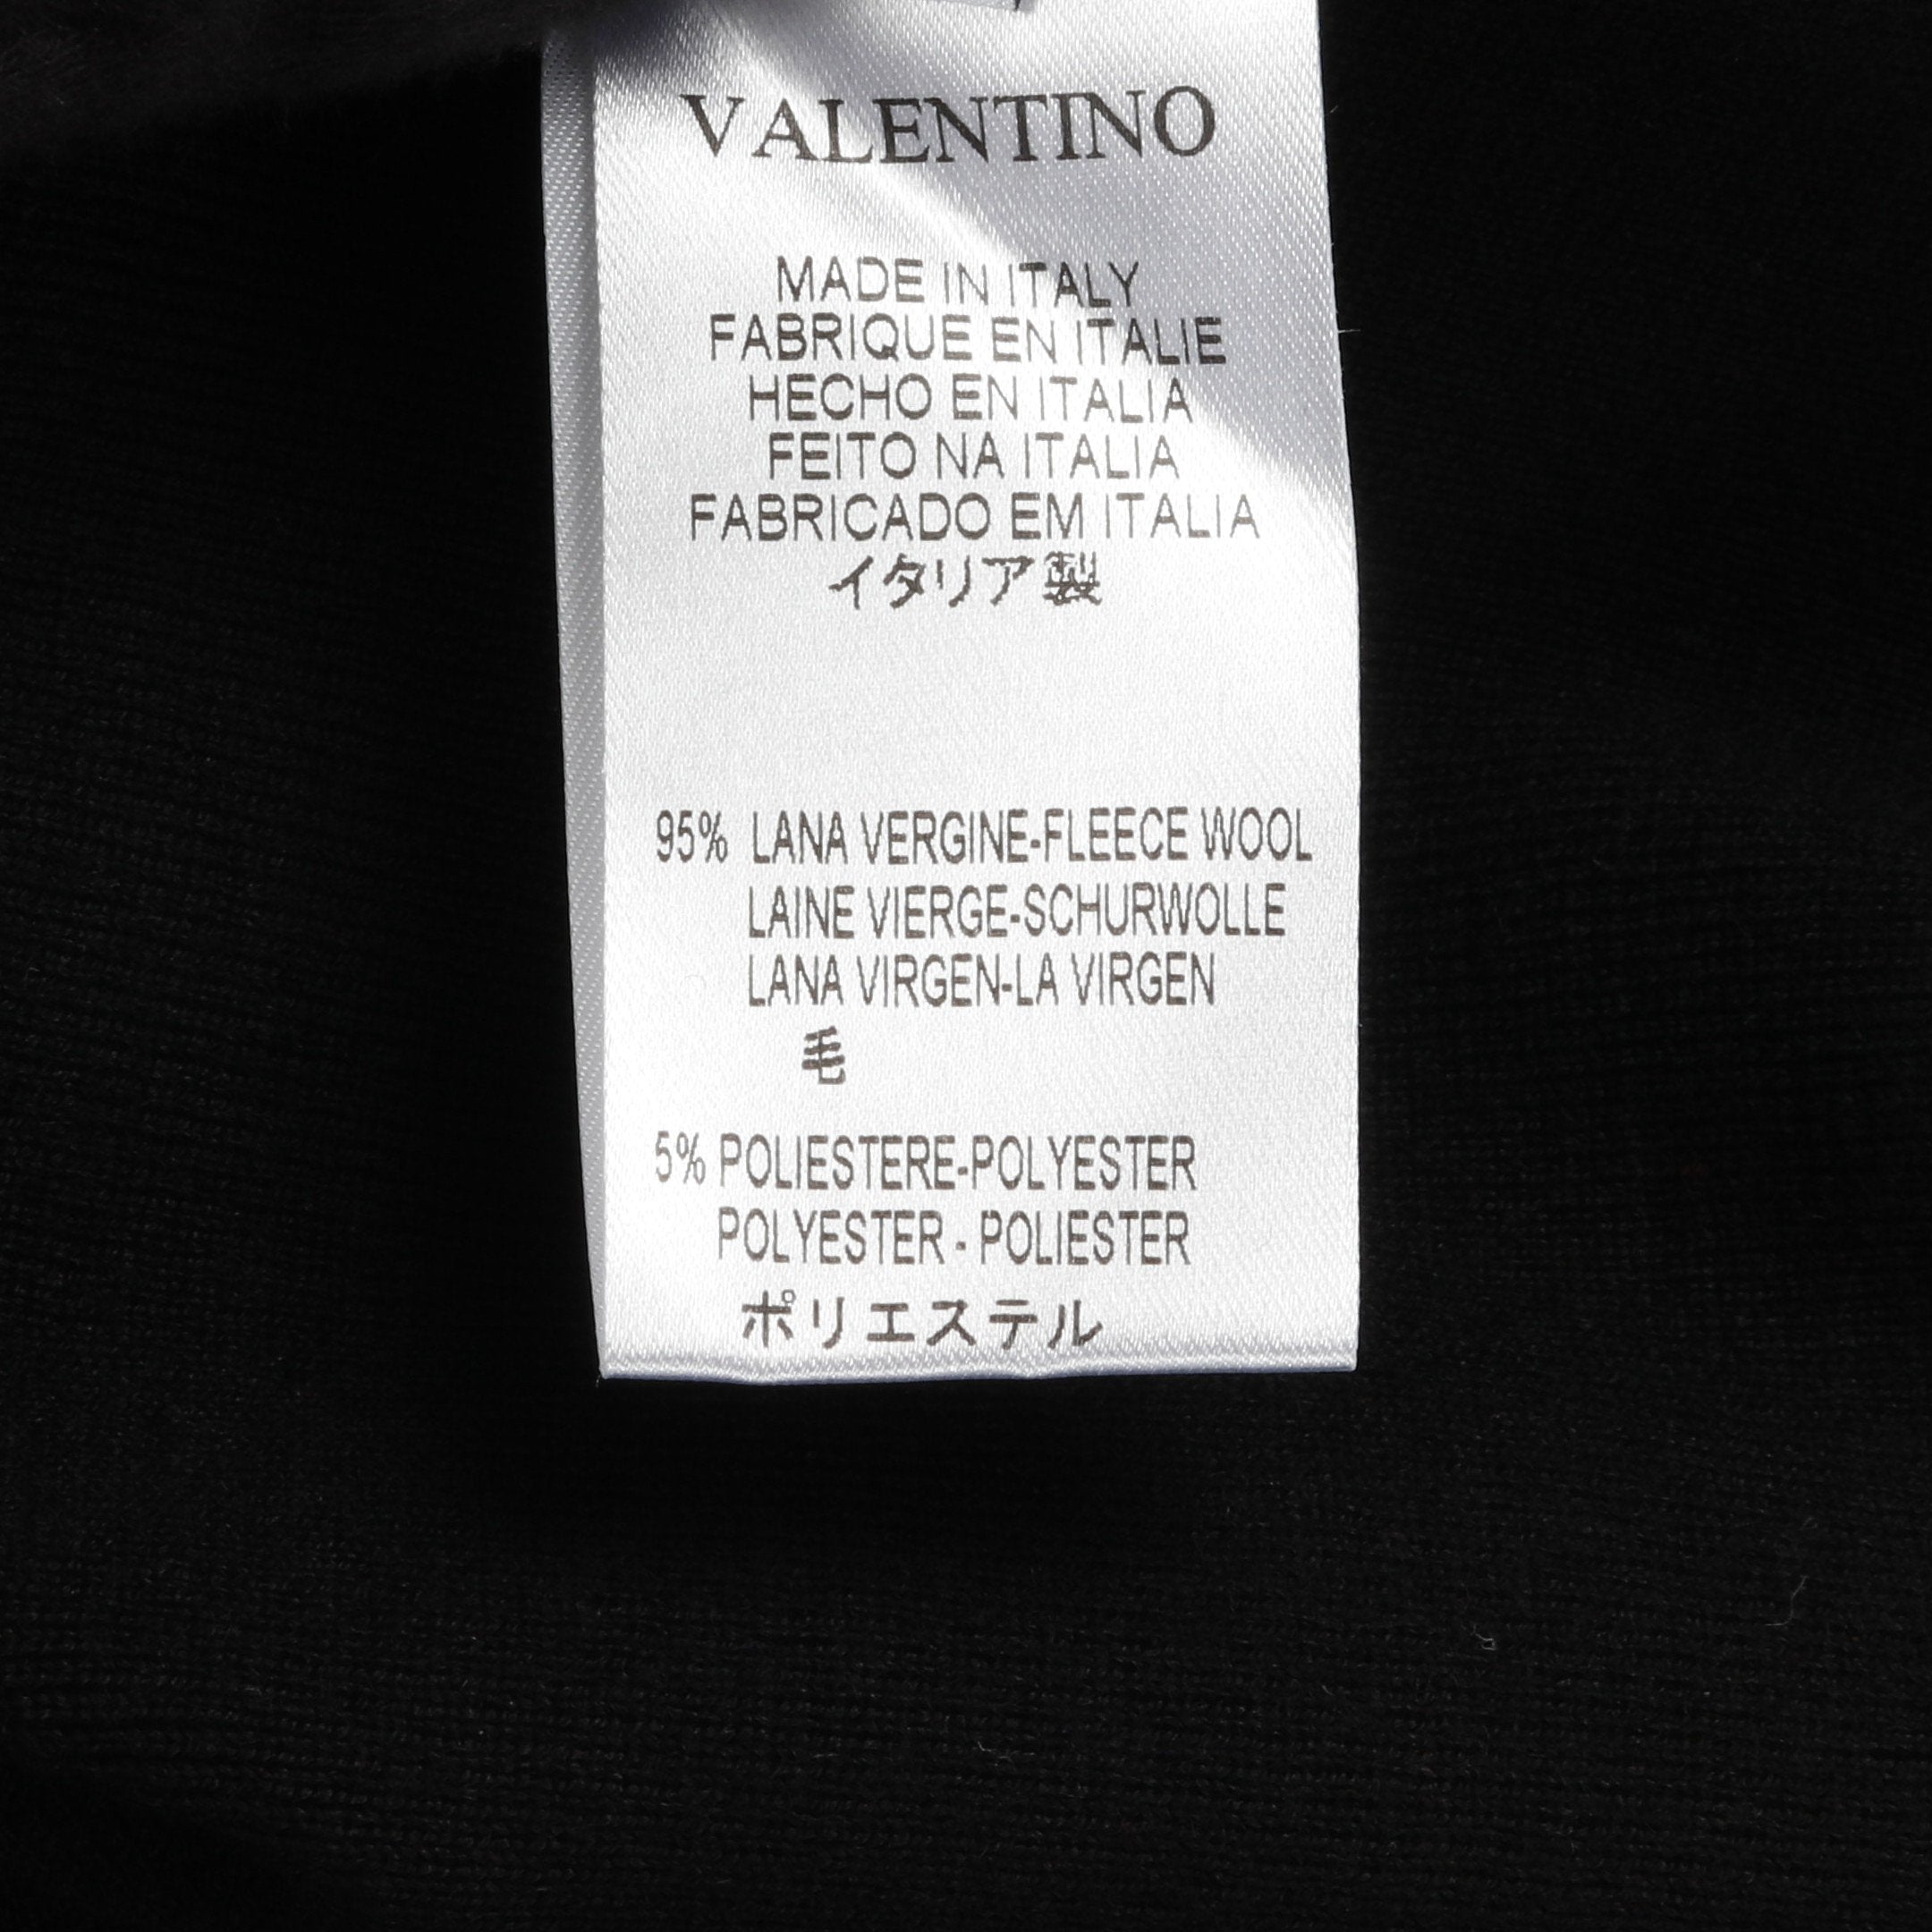 VALENTINO
MADE IN ITALY
FABRIQUE EN ITALIE
HECHO EN ITALIA
FEITO NA ITALIA
FABRICADO EM ITALIA
イタリア製
95% LANA VERGINE-FLEECE WOOL
LAINE VIERGE-SCHURWOLLE
LANA VIRGEN-LA VIRGEN
毛
5% POLIESTERE-POLYESTER
POLYESTER - POLIESTER
ポリエステル